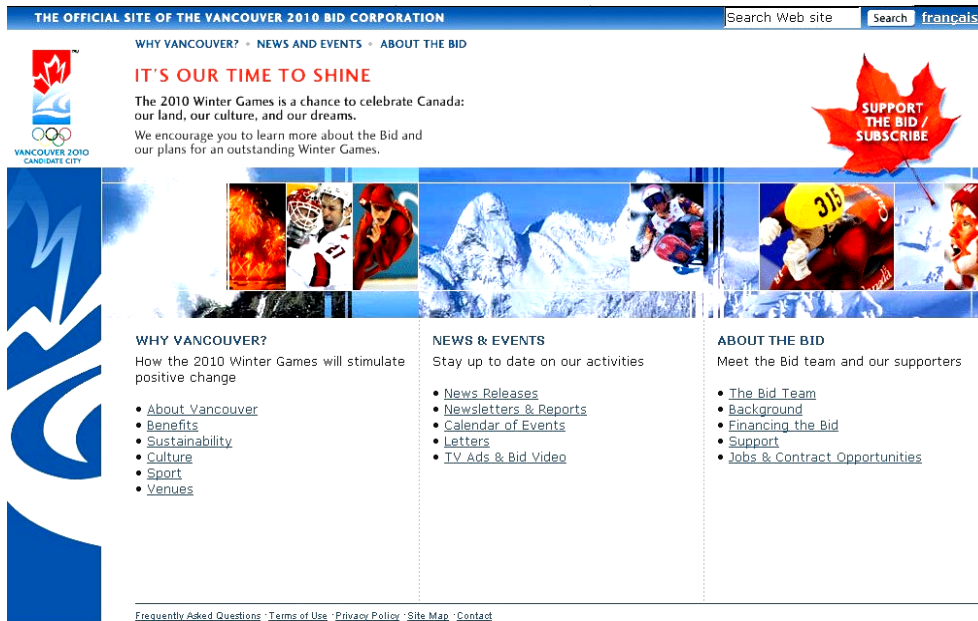 THE OFFICIAL SITE OF THE VANCOUVER 2010 BID CORPORATION
Search Web site
Search
français
WHY VANCOUVER? • NEWS AND EVENTS • ABOUT THE BID
IT'S OUR TIME TO SHINE
The 2010 Winter Games is a chance to celebrate Canada:
our land, our culture, and our dreams.
We encourage you to learn more about the Bid and
our plans for an outstanding Winter Games.
TM
VANCOUVER 2010
CANDIDATE CITY
SUPPORT
THE BID /
SUBSCRIBE
27
315
Canada
WHY VANCOUVER?
How the 2010 Winter Games will stimulate
positive change
• About Vancouver
• Benefits
• Sustainability
• Culture
• Sport
• Venues
NEWS & EVENTS
Stay up to date on our activities
• News Releases
• Newsletters & Reports
• Calendar of Events
• Letters
• TV Ads & Bid Video
ABOUT THE BID
Meet the Bid team and our supporters
• The Bid Team
• Background
• Financing the Bid
• Support
• Jobs & Contract Opportunities
Frequently Asked Questions · Terms of Use · Privacy Policy · Site Map · Contact